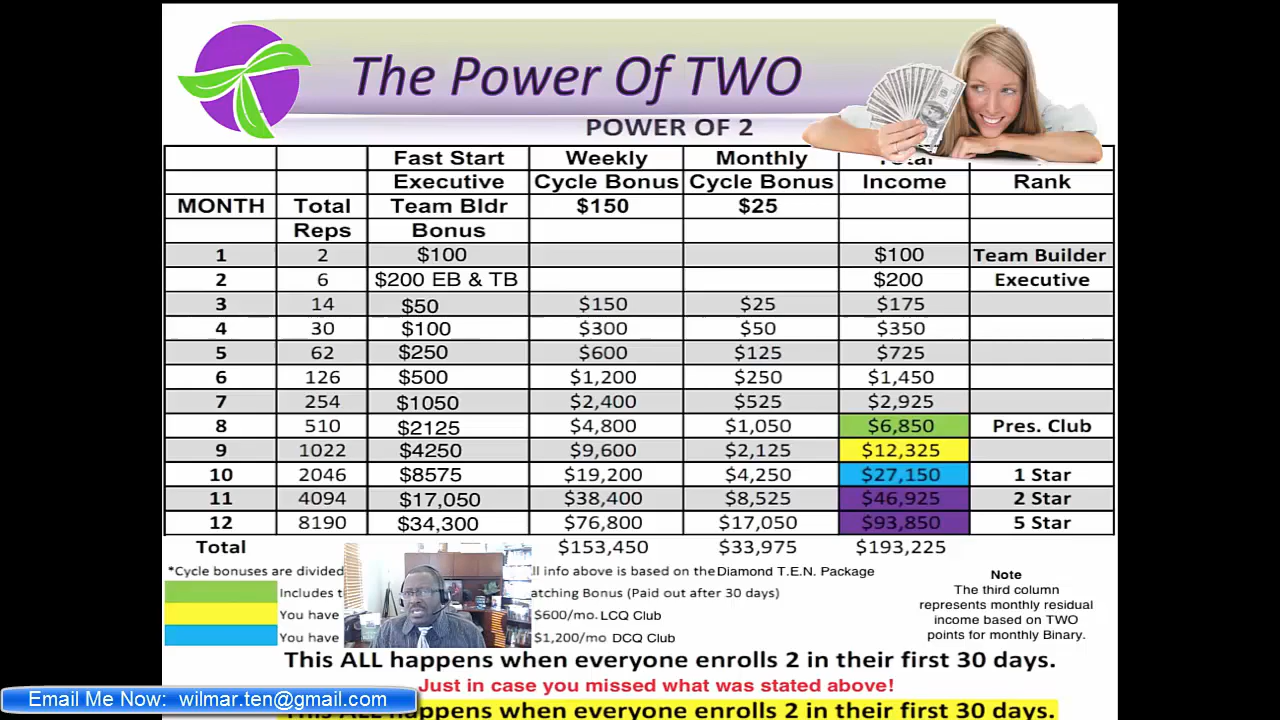 The Power Of TWO
POWER OF 2
Fast Start Weekly Monthly Total
Executive Cycle Bonus Cycle Bonus Income Rank
MONTH Total Team Bldr $150 $25
Reps Bonus
1 2 $100 $100 Team Builder
2 6 $200 EB & TB $200 Executive
3 14 $50 $150 $25 $175
4 30 $100 $300 $50 $350
5 62 $250 $600 $125 $725
6 126 $500 $1,200 $250 $1,450
7 254 $1050 $2,400 $525 $2,925
8 510 $2125 $4,800 $1,050 $6,850 Pres. Club
9 1022 $4250 $9,600 $2,125 $12,325
10 2046 $8575 $19,200 $4,250 $27,150 1 Star
11 4094 $17,050 $38,400 $8,525 $46,925 2 Star
12 8190 $34,300 $76,800 $17,050 $93,850 5 Star
Total $153,450 $33,975 $193,225
*Cycle bonuses are divided ll info above is based on the Diamond T.E.N. Package
Includes t atching Bonus (Paid out after 30 days)
You have $600/mo. LCQ Club
You have $1,200/mo DCQ Club
Note
The third column
represents monthly residual
income based on TWO
points for monthly Binary.
This ALL happens when everyone enrolls 2 in their first 30 days.
Just in case you missed what was stated above!
Email Me Now: wilmar.ten@gmail.com
This ALL happens when everyone enrolls 2 in their first 30 days.